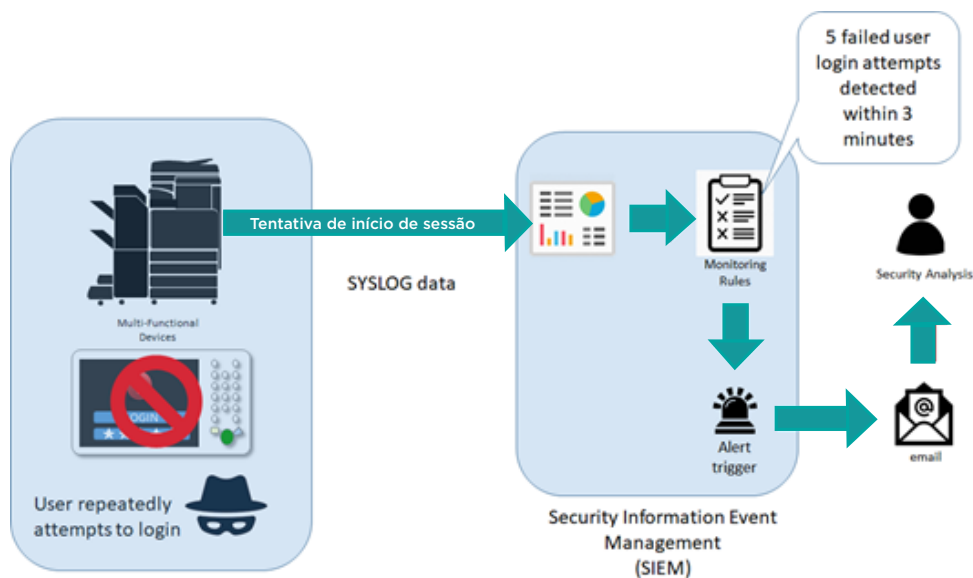 5 failed user
login attempts
detected
within 3
minutes
Tentativa de início de sessão
SYSLOG data
Multi-Functional
Devices
LOGIN
User repeatedly
attempts to login
Monitoring
Rules
Alert
trigger
Security Analysis
@
email
Security Information Event
Management
(SIEM)